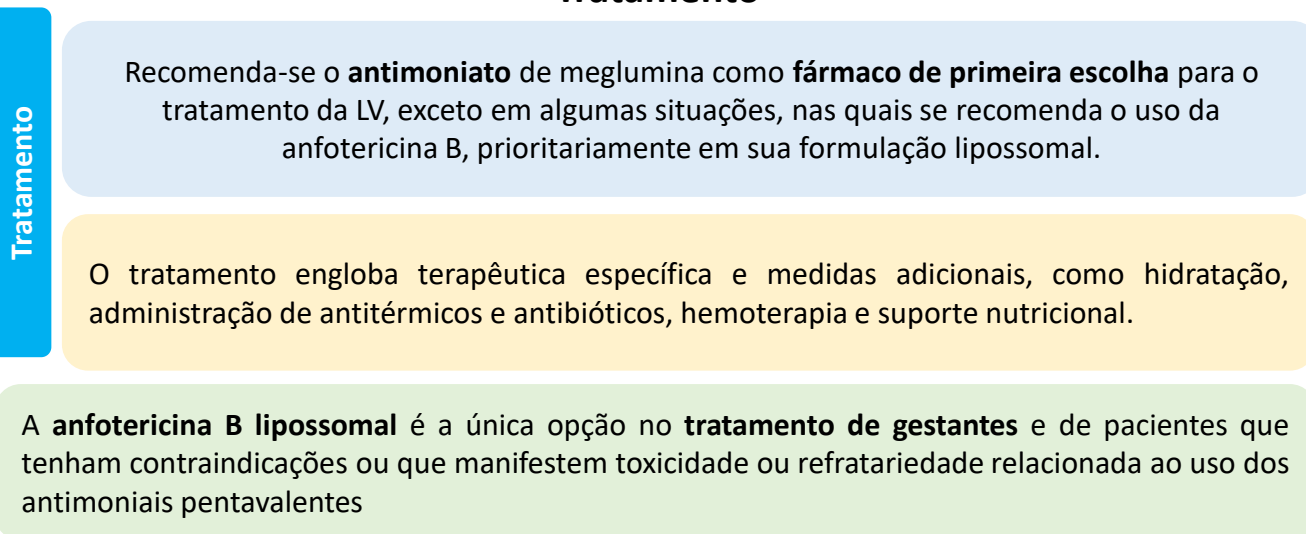 Tratamento
Tratamento
Recomenda-se o antimoniato de meglumina como fármaco de primeira escolha para o
tratamento da LV, exceto em algumas situações, nas quais se recomenda o uso da
anfotericina B, prioritariamente em sua formulação lipossomal.
O tratamento engloba terapêutica específica e medidas adicionais, como hidratação,
administração de antitérmicos e antibióticos, hemoterapia e suporte nutricional.
A anfotericina B lipossomal é a única opção no tratamento de gestantes e de pacientes que
tenham contraindicações ou que manifestem toxicidade ou refratariedade relacionada ao uso dos
antimoniais pentavalentes